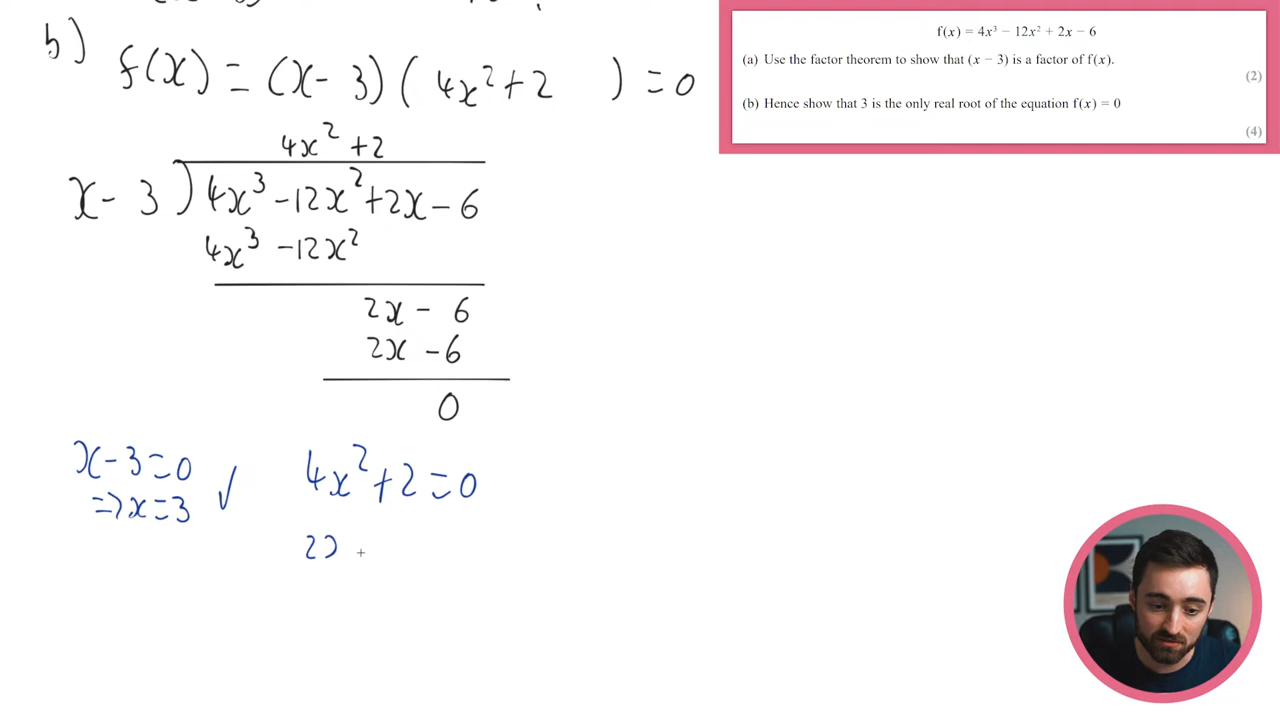 b)
f(x) = (x - 3)( 4x² + 2 ) = 0
4x² + 2
x - 3 ) 4x³ - 12x² + 2x - 6
4x³ - 12x²
2x - 6
2x - 6
0
x - 3 = 0
⇒ x = 3 ✓
4x² + 2 = 0
f(x) = 4x³ − 12x² + 2x − 6
(a) Use the factor theorem to show that (x − 3) is a factor of f(x).
(2)
(b) Hence show that 3 is the only real root of the equation f(x) = 0
(4)